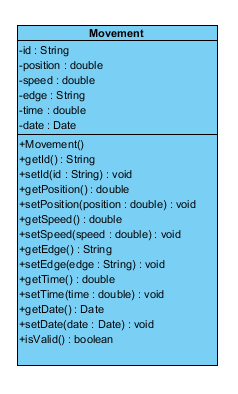 Movement
-id : String
-position : double
-speed : double
-edge : String
-time : double
-date : Date
+Movement()
+getId() : String
+setId(id : String) : void
+getPosition() : double
+setPosition(position : double) : void
+getSpeed() : double
+setSpeed(speed : double) : void
+getEdge() : String
+setEdge(edge : String) : void
+getTime() : double
+setTime(time : double) : void
+getDate() : Date
+setDate(date : Date) : void
+isValid() : boolean